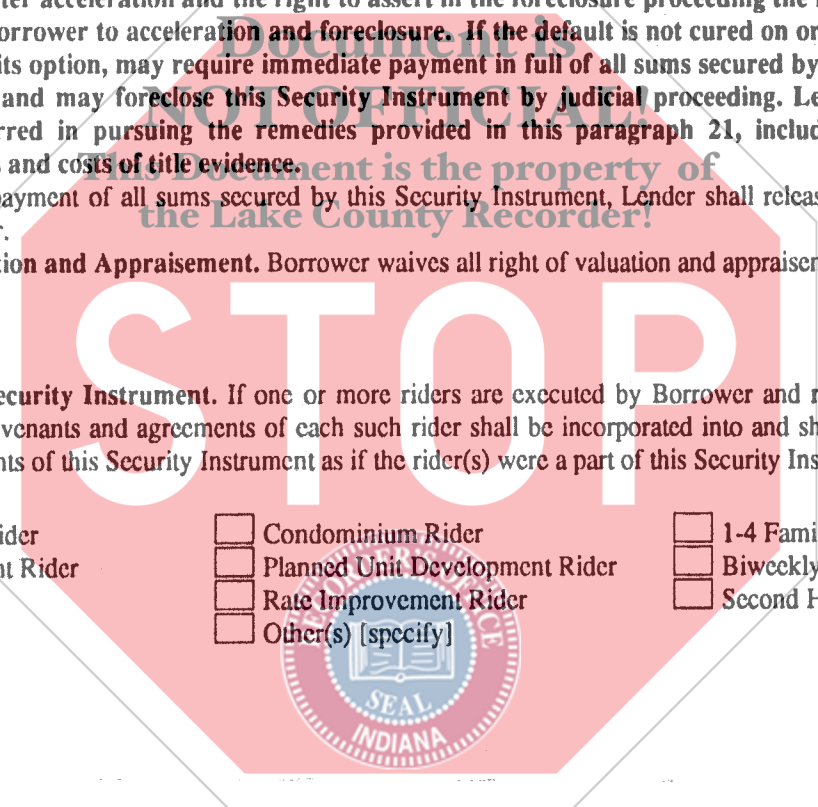 ter acceleration and the right to assert in the foreclosure proceeding the
orrower to acceleration and foreclosure. If the default is not cured on or
its option, may require immediate payment in full of all sums secured by
and may foreclose this Security Instrument by judicial proceeding. Le
rred in pursuing the remedies provided in this paragraph 21, includ
and costs of title evidence.
payment of all sums secured by this Security Instrument, Lender shall releas
r.
tion and Appraisement. Borrower waives all right of valuation and appraisem
ecurity Instrument. If one or more riders are executed by Borrower and r
venants and agreements of each such rider shall be incorporated into and sh
nts of this Security Instrument as if the rider(s) were a part of this Security Ins
ider Condominium Rider 1-4 Fami
nt Rider Planned Unit Development Rider Biweekly
Rate Improvement Rider Second H
Other(s) [specify]
Document is
NOT OFFICIAL!
This Document is the property of
the Lake County Recorder!
STOP
RECORDER'S OFFICE
SEAL
INDIANA